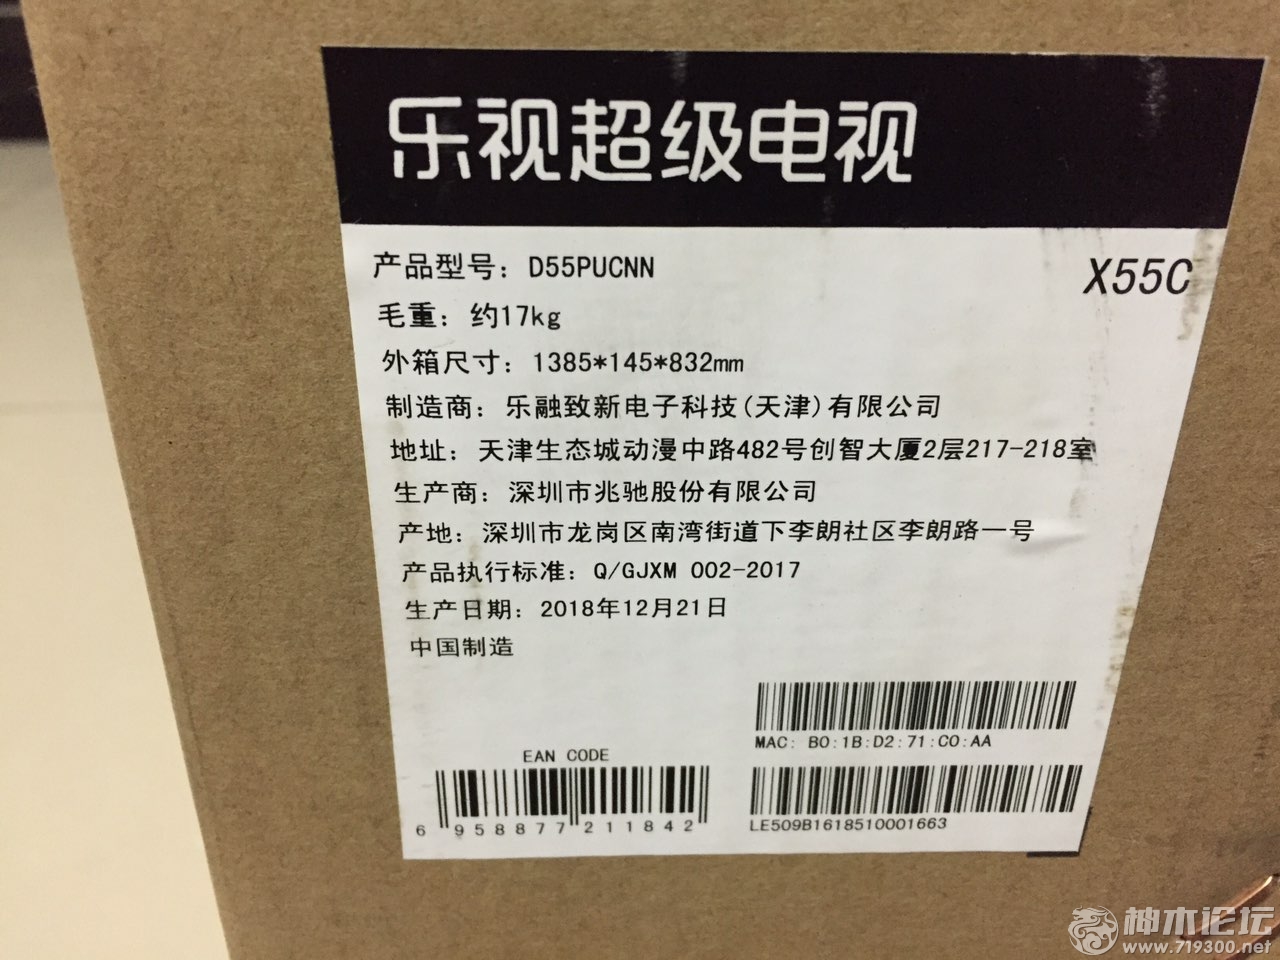 乐视超级电视
产品型号：D55PUCNN
X55C
毛重：约17kg
外箱尺寸：1385*145*832mm
制造商：乐融致新电子科技(天津)有限公司
地址：天津生态城动漫中路482号创智大厦2层217-218室
生产商：深圳市兆驰股份有限公司
产地：深圳市龙岗区南湾街道下李朗社区李朗路一号
产品执行标准：Q/GJXM 002-2017
生产日期：2018年12月21日
中国制造
MAC: B0:1B:D2:71:C0:AA
EAN CODE
6 958877 211842
LE509B1618510001663
神木论坛
www.719300.net